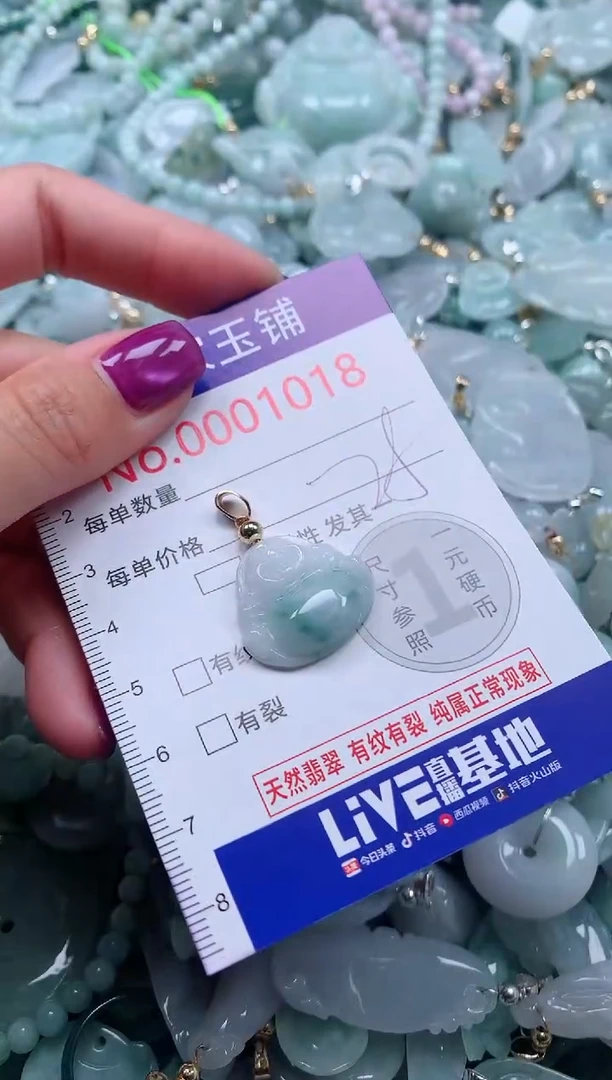 玉铺
No.0001018
每单数量
每单价格
性 发其
2
3
4
5
6
7
8
有纹
有裂
一元硬币
尺寸参照
1
天然翡翠 有纹有裂 纯属正常现象
LiVE直播基地
今日头条 抖音 西瓜视频 抖音火山版